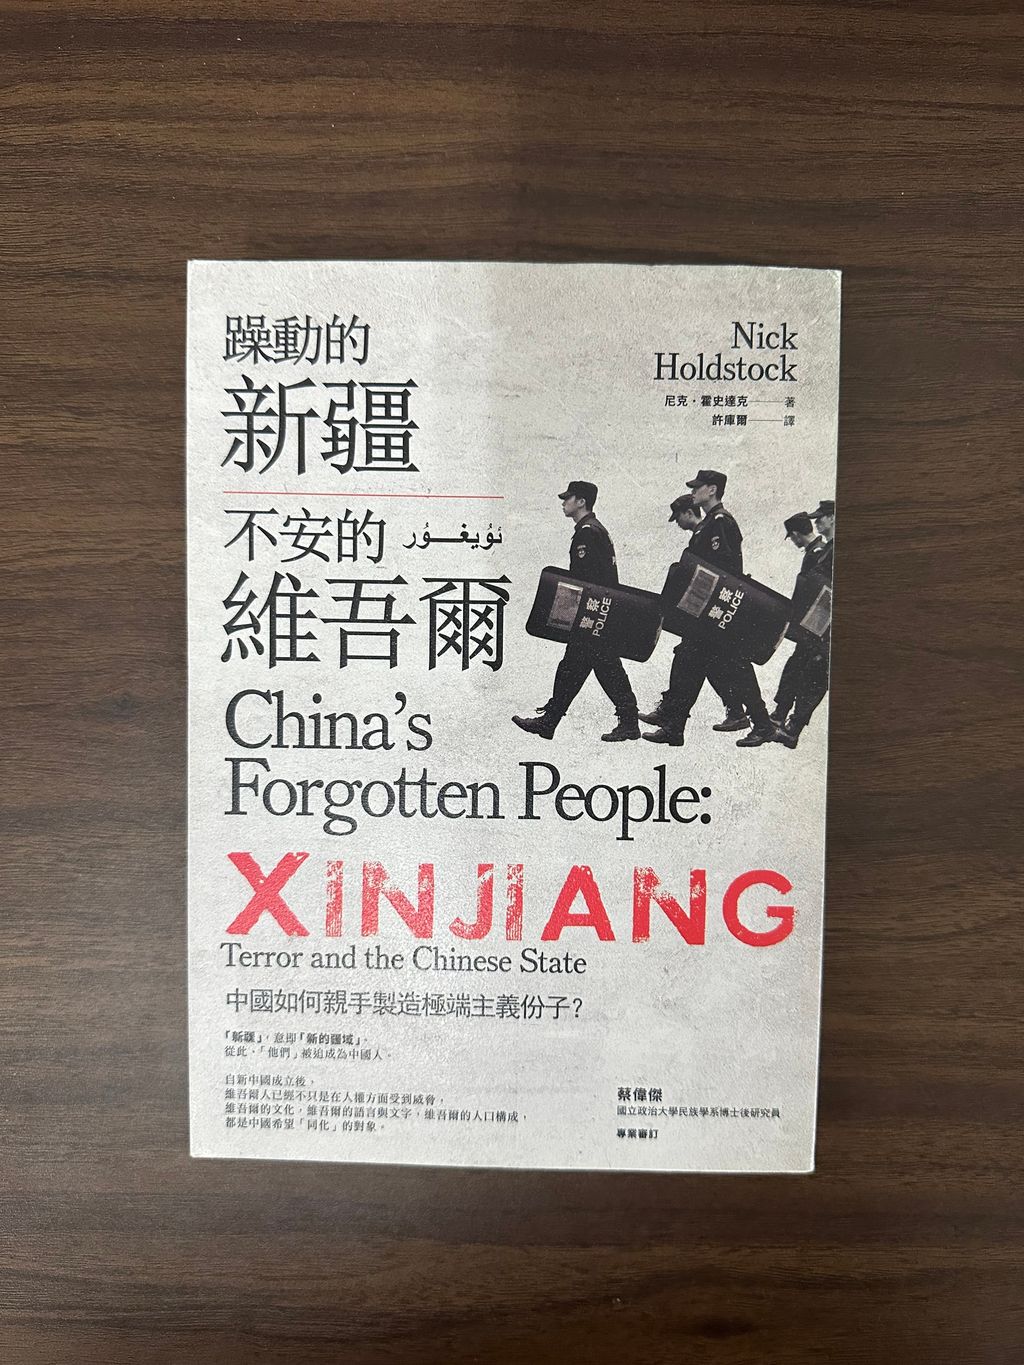 躁動的
新疆
不安的 ئۇيغۇر
維吾爾
Nick
Holdstock
尼克・霍史達克──著
許庫爾──譯
警察
POLICE
警察
POLICE
China's
Forgotten People:
XINJIANG
Terror and the Chinese State
中國如何親手製造極端主義份子?
「新疆」,意即「新的疆域」。
從此,「他們」被迫成為中國人。
自新中國成立後,
維吾爾人已經不只是在人權方面受到威脅,
維吾爾的文化,維吾爾的語言與文字,維吾爾的人口構成,
都是中國希望「同化」的對象。
蔡偉傑
國立政治大學民族學系博士後研究員
專業審訂